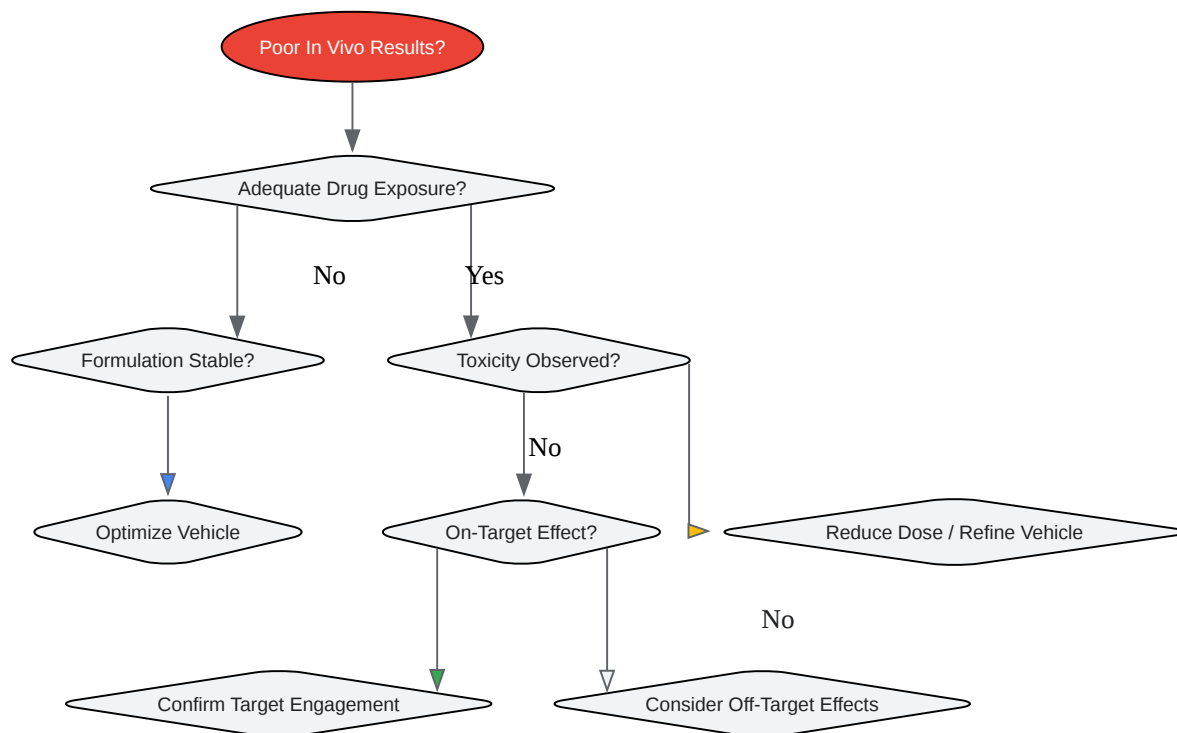 Poor In Vivo Results?
Adequate Drug Exposure?
No
Yes
Formulation Stable?
Toxicity Observed?
No
Optimize Vehicle
On-Target Effect?
Reduce Dose / Refine Vehicle
No
Confirm Target Engagement
Consider Off-Target Effects